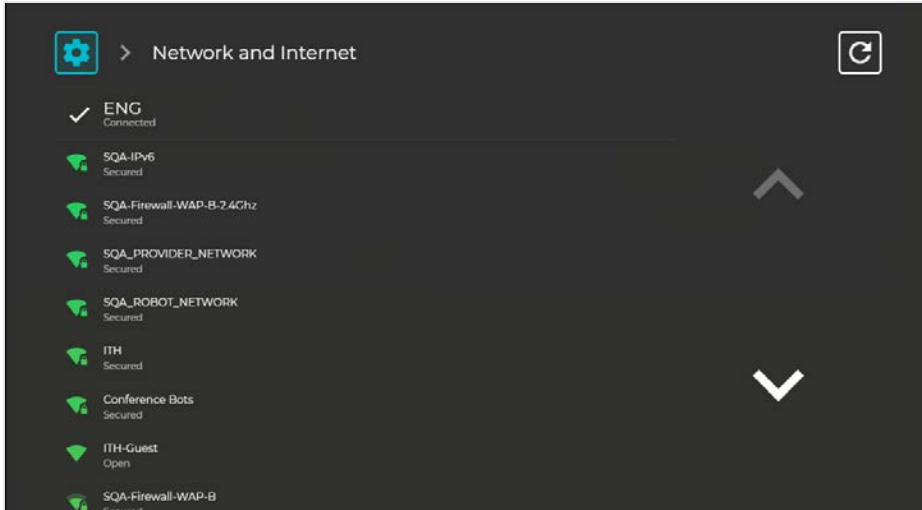 Network and Internet
ENG
Connected
SQA-IPv6
Secured
SQA-Firewall-WAP-B-2.4Ghz
Secured
SQA_PROVIDER_NETWORK
Secured
SQA_ROBOT_NETWORK
Secured
ITH
Secured
Conference Bots
Secured
ITH-Guest
Open
SQA-Firewall-WAP-B